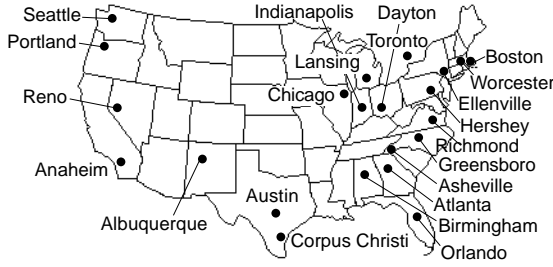 Seattle
Indianapolis
Dayton
Portland
Toronto
Lansing
Boston
Worcester
Chicago
Reno
Ellenville
Hershey
Richmond
Greensboro
Anaheim
Asheville
Austin
Atlanta
Albuquerque
Birmingham
Corpus Christi
Orlando